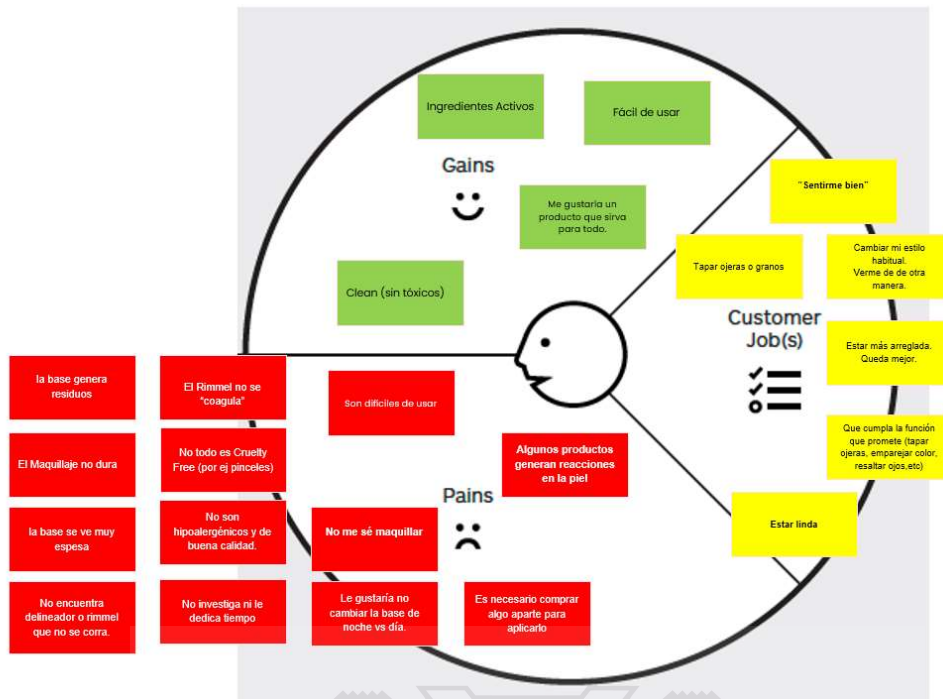 Ingredientes Activos
Fácil de usar
Gains
Me gustaría un
producto que sirva
para todo.
Clean (sin tóxicos)
"Sentirme bien"
Tapar ojeras o granos
Cambiar mi estilo
habitual.
Verme de de otra
manera.
Customer
Job(s)
Estar más arreglada.
Queda mejor.
Que cumpla la función
que promete (tapar
ojeras, emparejar color,
resaltar ojos,etc)
Estar linda
la base genera
residuos
El Rimmel no se
"coagula"
Son difíciles de usar
El Maquillaje no dura
No todo es Cruelty
Free (por ej pinceles)
Algunos productos
generan reacciones
en la piel
Pains
la base se ve muy
espesa
No son
hipoalergénicos y de
buena calidad.
No me sé maquillar
No encuentra
delineador o rimmel
que no se corra.
No investiga ni le
dedica tiempo
Le gustaría no
cambiar la base de
noche vs día.
Es necesario comprar
algo aparte para
aplicarlo